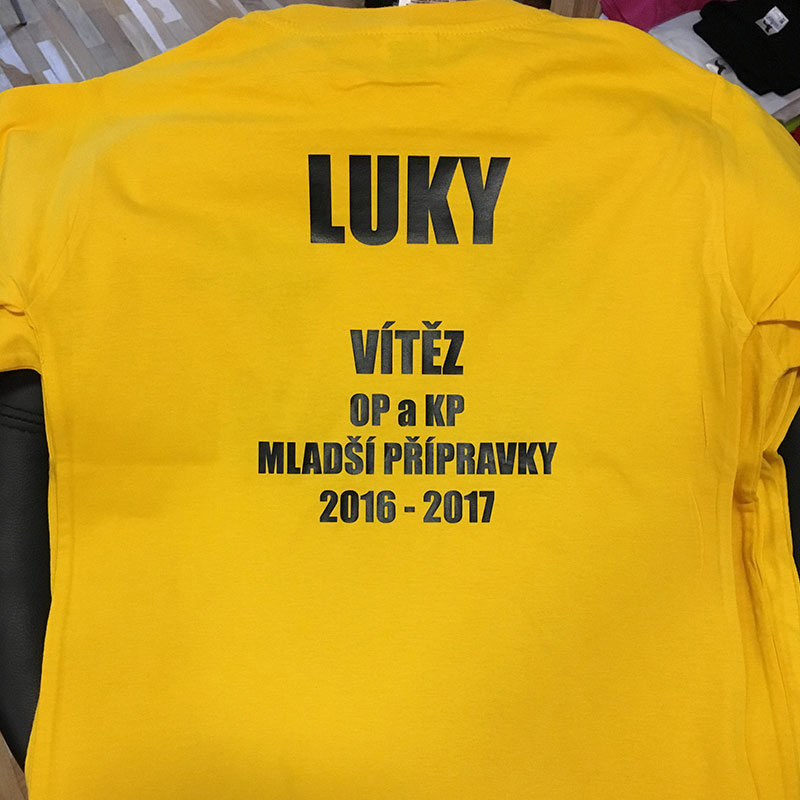 LUKY
VÍTĚZ
OP a KP
MLADŠÍ PŘÍPRAVKY
2016 - 2017